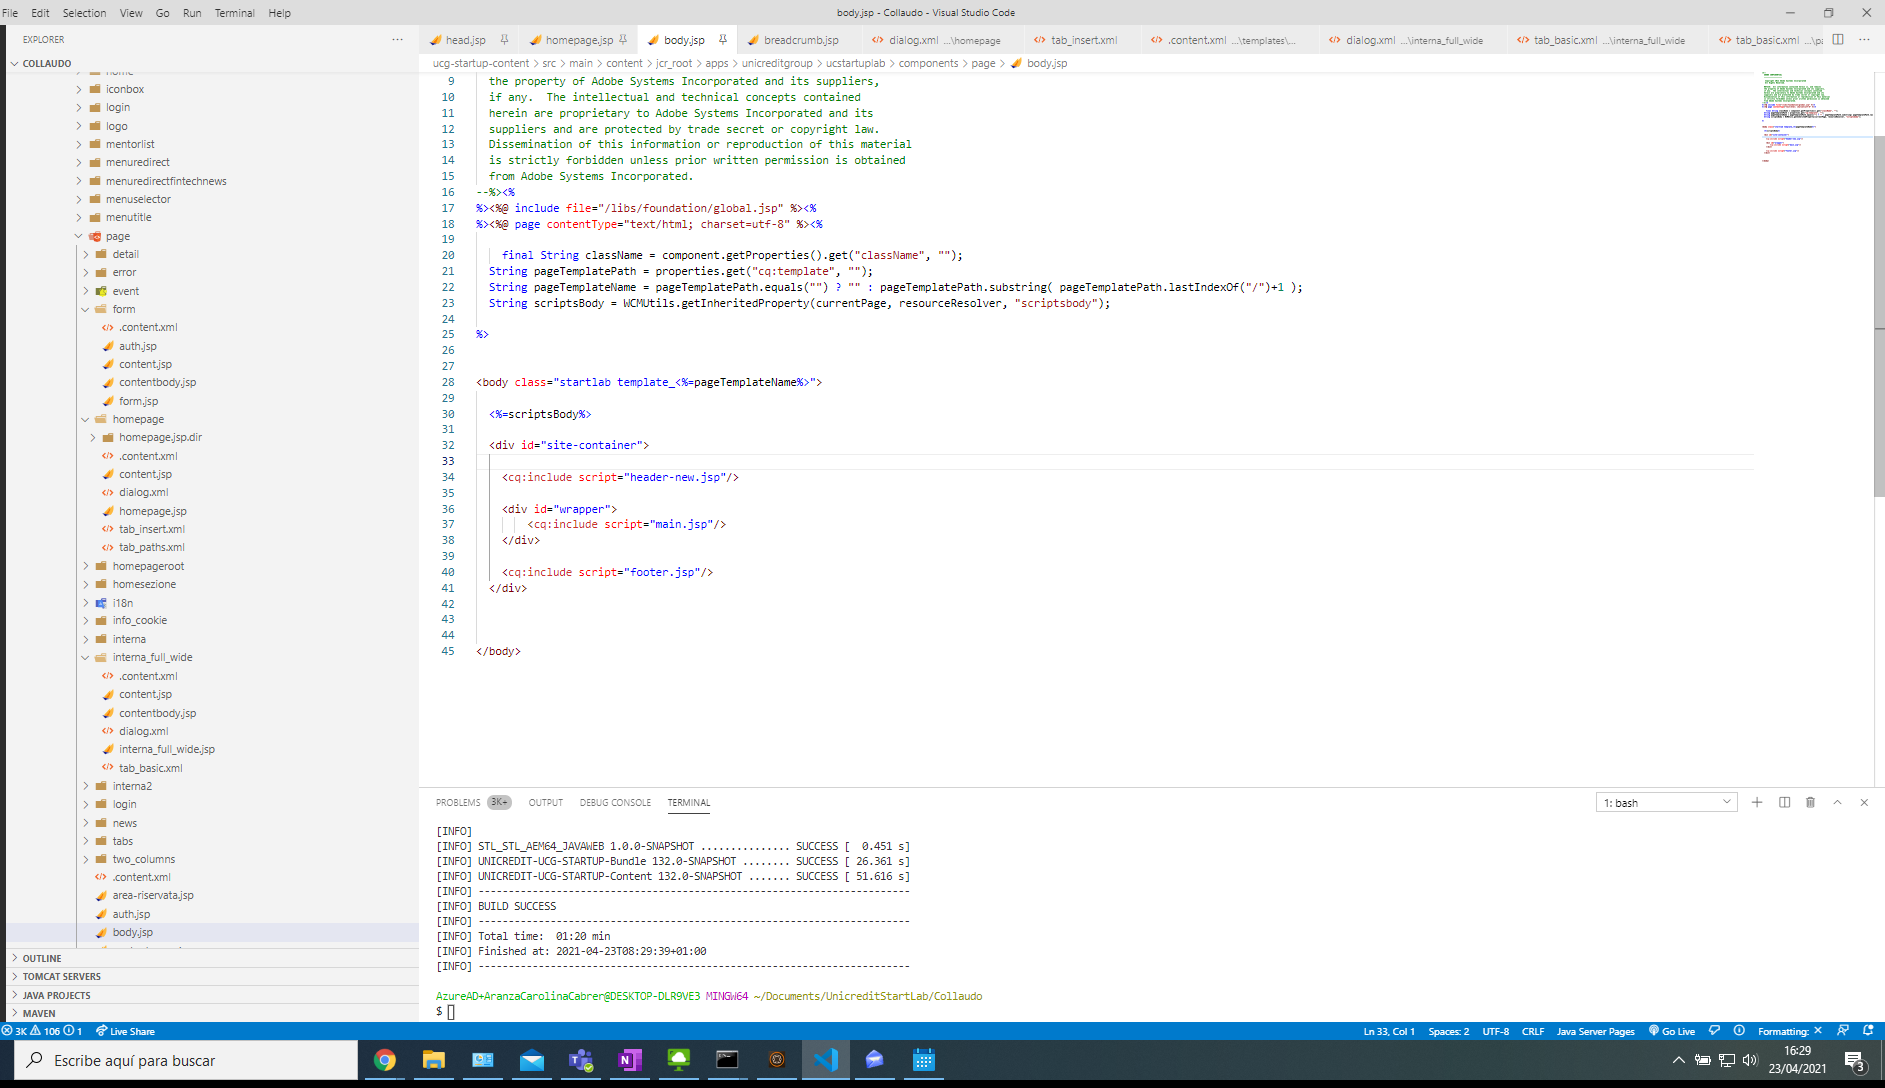 File Edit Selection View Go Run Terminal Help
body.jsp - Collaudo - Visual Studio Code
EXPLORER
COLLAUDO
home
iconbox
login
logo
mentorlist
menuredirect
menuredirectfintechnews
menuselector
menutitle
page
detail
error
event
form
.content.xml
auth.jsp
content.jsp
contentbody.jsp
form.jsp
homepage
homepage.jsp.dir
.content.xml
content.jsp
dialog.xml
homepage.jsp
tab_insert.xml
tab_paths.xml
homepageroot
homesezione
i18n
info_cookie
interna
interna_full_wide
.content.xml
content.jsp
contentbody.jsp
dialog.xml
interna_full_wide.jsp
tab_basic.xml
interna2
login
news
tabs
two_columns
.content.xml
area-riservata.jsp
auth.jsp
body.jsp
OUTLINE
TOMCAT SERVERS
JAVA PROJECTS
MAVEN
head.jsp homepage.jsp body.jsp breadcrumb.jsp dialog.xml ...\homepage tab_insert.xml .content.xml ...\templates\... dialog.xml ...\interna_full_wide tab_basic.xml ...\interna_full_wide tab_basic.xml
ucg-startup-content > src > main > content > jcr_root > apps > unicreditgroup > ucstartuplab > components > page > body.jsp
9 the property of Adobe Systems Incorporated and its suppliers,
10 if any.  The intellectual and technical concepts contained
11 herein are proprietary to Adobe Systems Incorporated and its
12 suppliers and are protected by trade secret or copyright law.
13 Dissemination of this information or reproduction of this material
14 is strictly forbidden unless prior written permission is obtained
15 from Adobe Systems Incorporated.
16 --%><%
17 %><%@ include file="/libs/foundation/global.jsp" %><%
18 %><%@ page contentType="text/html; charset=utf-8" %><%
19
20 final String className = component.getProperties().get("className", "");
21 String pageTemplatePath = properties.get("cq:template", "");
22 String pageTemplateName = pageTemplatePath.equals("") ? "" : pageTemplatePath.substring( pageTemplatePath.lastIndexOf("/")+1 );
23 String scriptsBody = WCMUtils.getInheritedProperty(currentPage, resourceResolver, "scriptsbody");
24
25 %>
26
27
28 <body class="startlab template_<%=pageTemplateName%>">
29
30 <%=scriptsBody%>
31
32 <div id="site-container">
33
34 <cq:include script="header-new.jsp"/>
35
36 <div id="wrapper">
37 <cq:include script="main.jsp"/>
38 </div>
39
40 <cq:include script="footer.jsp"/>
41 </div>
42
43
44
45 </body>
PROBLEMS 3K+ OUTPUT DEBUG CONSOLE TERMINAL
1: bash
[INFO]
[INFO] STL_STL_AEM64_JAVAWEB 1.0.0-SNAPSHOT ............... SUCCESS [  0.451 s]
[INFO] UNICREDIT-UCG-STARTUP-Bundle 132.0-SNAPSHOT ........ SUCCESS [ 26.361 s]
[INFO] UNICREDIT-UCG-STARTUP-Content 132.0-SNAPSHOT ....... SUCCESS [ 51.616 s]
[INFO] ------------------------------------------------------------------------
[INFO] BUILD SUCCESS
[INFO] ------------------------------------------------------------------------
[INFO] Total time:  01:20 min
[INFO] Finished at: 2021-04-23T08:29:39+01:00
[INFO] ------------------------------------------------------------------------
AzureAD+AranzaCarolinaCabrer@DESKTOP-DLR9VE3 MINGW64 ~/Documents/UnicreditStartLab/Collaudo
$
3K 106 1 Live Share
Ln 33, Col 1 Spaces: 2 UTF-8 CRLF Java Server Pages Go Live Formatting: ×
Escribe aquí para buscar
16:29
23/04/2021
3